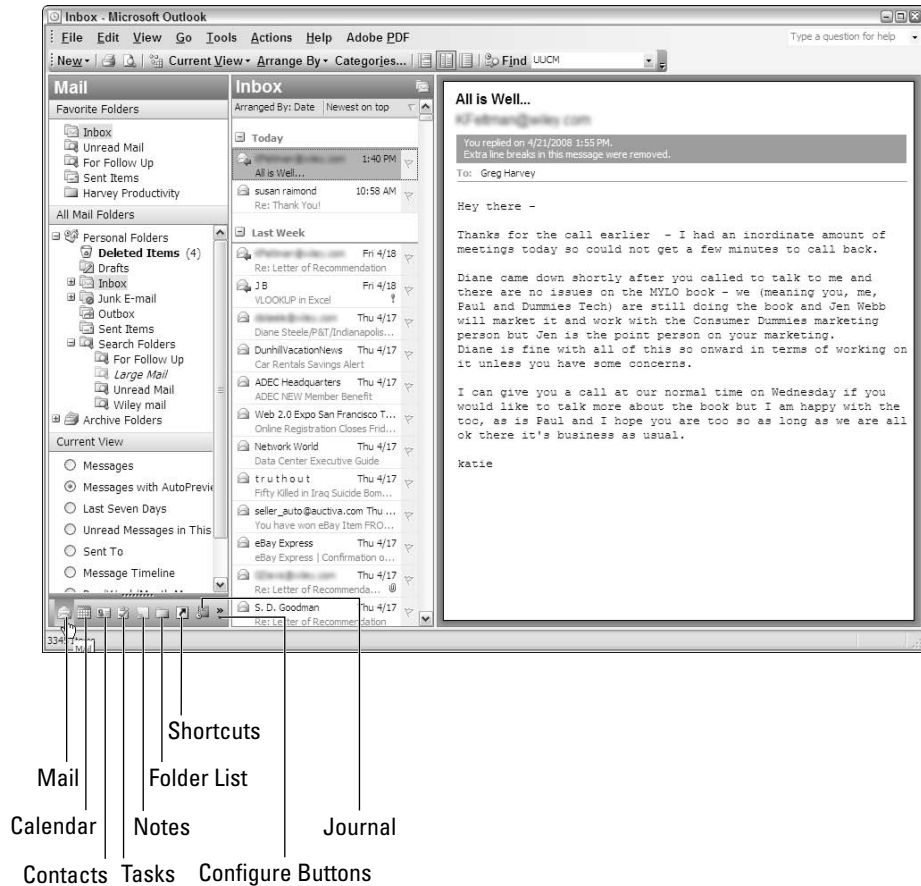 Inbox - Microsoft Outlook
File Edit View Go Tools Actions Help Adobe PDF
Type a question for help
New Current View Arrange By Categories... Find UUCM
Mail
Favorite Folders
Inbox
Unread Mail
For Follow Up
Sent Items
Harvey Productivity
All Mail Folders
Personal Folders
Deleted Items (4)
Drafts
Inbox
Junk E-mail
Outbox
Sent Items
Search Folders
For Follow Up
Large Mail
Unread Mail
Wiley mail
Archive Folders
Current View
Messages
Messages with AutoPrevie
Last Seven Days
Unread Messages in This
Sent To
Message Timeline
Inbox
Arranged By: Date Newest on top
Today
1:40 PM
All is Well...
susan raimond 10:58 AM
Re: Thank You!
Last Week
Fri 4/18
Re: Letter of Recommendation
J B Fri 4/18
VLOOKUP in Excel
Thu 4/17
Diane Steele/P&T/Indianapolis...
DunhillVacationNews Thu 4/17
Car Rentals Savings Alert
ADEC Headquarters Thu 4/17
ADEC NEW Member Benefit
Web 2.0 Expo San Francisco T...
Online Registration Closes Frid...
Network World Thu 4/17
Data Center Executive Guide
t r u t h o u t Thu 4/17
Fifty Killed in Iraq Suicide Bom...
seller_auto@auctiva.com Thu ...
You have won eBay Item FRO...
eBay Express Thu 4/17
eBay Express | Confirmation o...
Thu 4/17
Re: Letter of Recommenda...
S. D. Goodman Thu 4/17
Re: Letter of Recommendation
All is Well...
You replied on 4/21/2008 1:55 PM.
Extra line breaks in this message were removed.
To: Greg Harvey
Hey there -
Thanks for the call earlier - I had an inordinate amount of
meetings today so could not get a few minutes to call back.
Diane came down shortly after you called to talk to me and
there are no issues on the MYLO book - we (meaning you, me,
Paul and Dummies Tech) are still doing the book and Jen Webb
will market it and work with the Consumer Dummies marketing
person but Jen is the point person on your marketing.
Diane is fine with all of this so onward in terms of working on
it unless you have some concerns.
I can give you a call at our normal time on Wednesday if you
would like to talk more about the book but I am happy with the
too, as is Paul and I hope you are too so as long as we are all
ok there it's business as usual.
katie
Mail
Shortcuts
Mail Folder List
Calendar Notes Journal
Contacts Tasks Configure Buttons